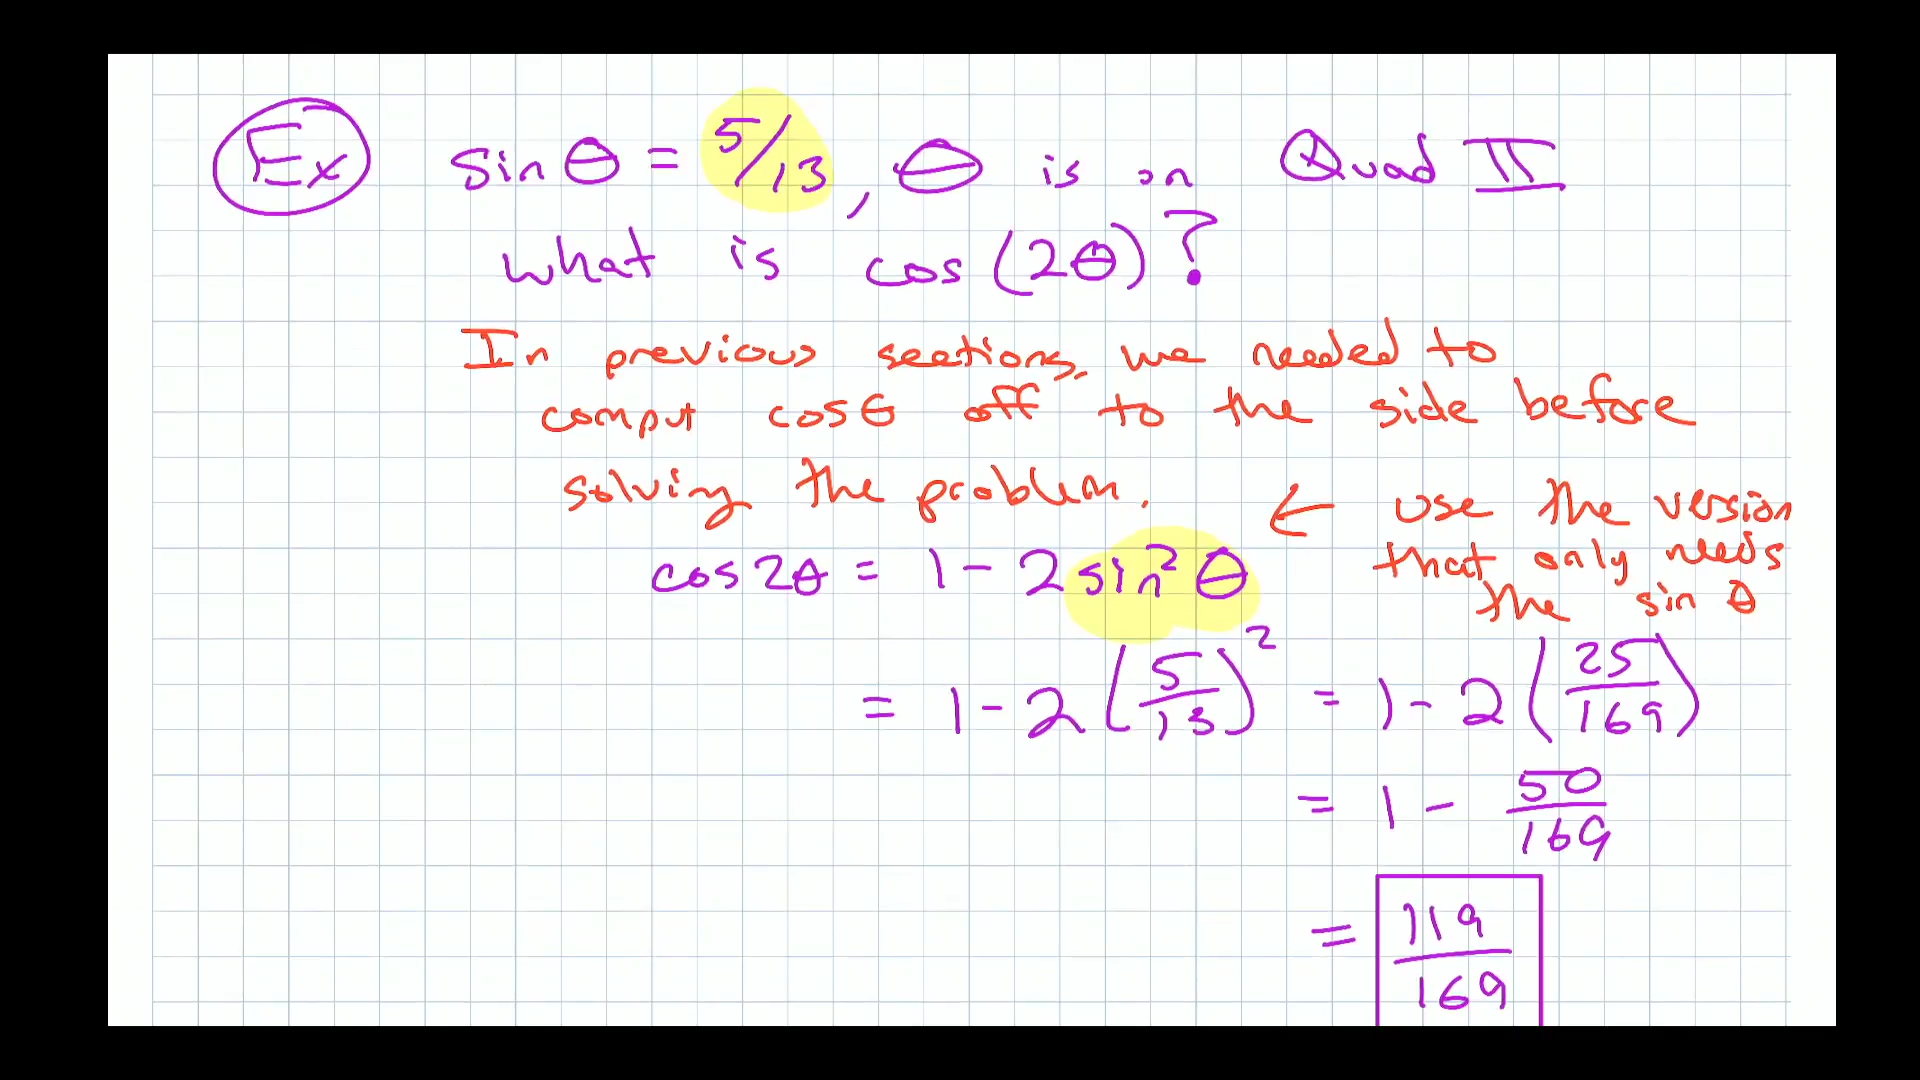 Ex sin θ = 5/13, θ is in Quad II
what is cos(2θ)?
In previous sections, we needed to
comput cos θ off to the side before
solving the problem.
← use the version
that only needs
the sin θ
cos 2θ = 1 - 2 sin² θ
= 1 - 2 (5/13)² = 1 - 2 (25/169)
= 1 - 50/169
= 119/169